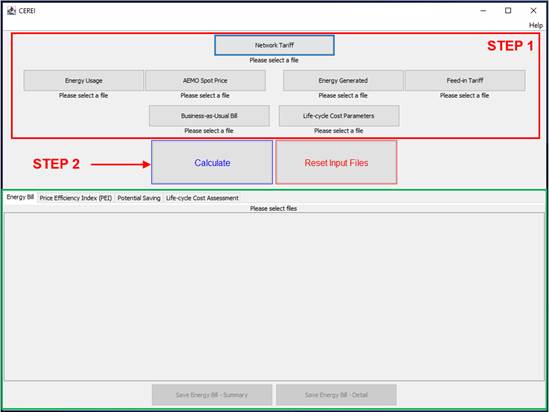 CEREI
Help
Network Tariff
STEP 1
Please select a file
Energy Usage
AEMO Spot Price
Energy Generated
Feed-in Tariff
Please select a file
Please select a file
Please select a file
Please select a file
Business-as-Usual Bill
Life-cycle Cost Parameters
Please select a file
Please select a file
STEP 2
Calculate
Reset Input Files
Energy Bill
Price Efficiency Index (PEI)
Potential Saving
Life-cycle Cost Assessment
Please select files
Save Energy Bill - Summary
Save Energy Bill - Detail